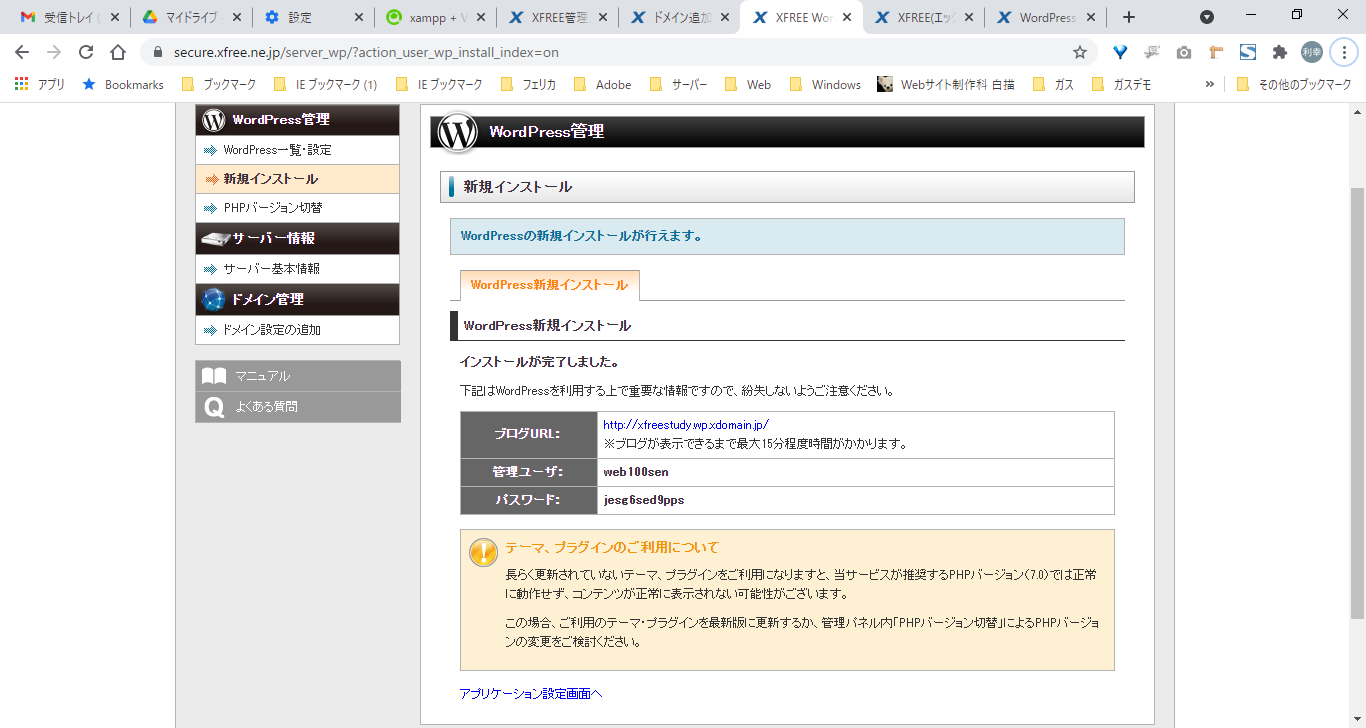 受信トレイ (
マイドライブ -
設定
xampp + V
XFREE管理
ドメイン追加
XFREE Wor
XFREE(エッ
WordPress
secure.xfree.ne.jp/server_wp/?action_user_wp_install_index=on
利幸
アプリ
Bookmarks
ブックマーク
IE ブックマーク (1)
IE ブックマーク
フェリカ
Adobe
サーバー
Web
Windows
Webサイト制作科 白描
ガス
ガスデモ
»
その他のブックマーク
WordPress管理
WordPress一覧・設定
新規インストール
PHPバージョン切替
サーバー情報
サーバー基本情報
ドメイン管理
ドメイン設定の追加
マニュアル
よくある質問
WordPress管理
新規インストール
WordPressの新規インストールが行えます。
WordPress新規インストール
WordPress新規インストール
インストールが完了しました。
下記はWordPressを利用する上で重要な情報ですので、紛失しないようご注意ください。
ブログURL:
http://xfreestudy.wp.xdomain.jp/
※ブログが表示できるまで最大15分程度時間がかかります。
管理ユーザ:
web100sen
パスワード:
jesg6sed9pps
テーマ、プラグインのご利用について
長らく更新されていないテーマ、プラグインをご利用になりますと、当サービスが推奨するPHPバージョン(7.0)では正常
に動作せず、コンテンツが正常に表示されない可能性がございます。
この場合、ご利用のテーマ・プラグインを最新版に更新するか、管理パネル内「PHPバージョン切替」によるPHPバージョ
ンの変更をご検討ください。
アプリケーション設定画面へ